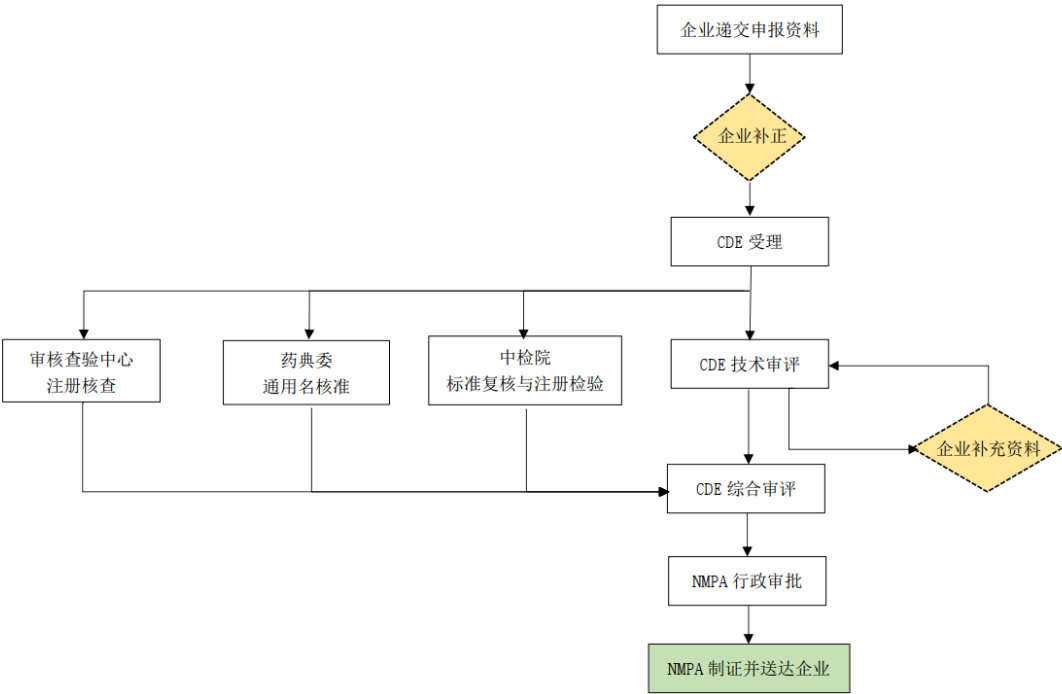 企业递交申报资料
企业补正
CDE 受理
审核查验中心
注册核查
药典委
通用名核准
中检院
标准复核与注册检验
CDE 技术审评
企业补充资料
CDE 综合审评
NMPA 行政审批
NMPA 制证并送达企业